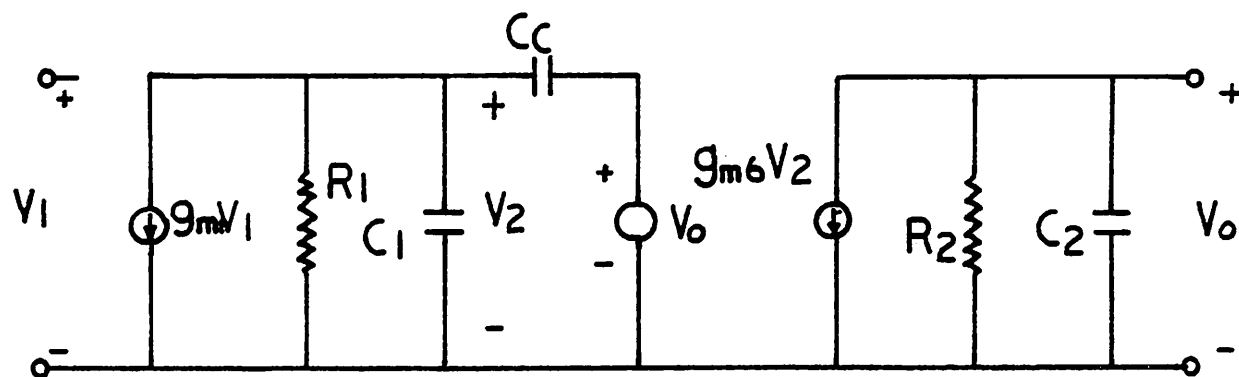 Cc
+
+
+
+
V1
gmV1
R1
C1
V2
Vo
gm6V2
R2
C2
Vo
-
-
-
-